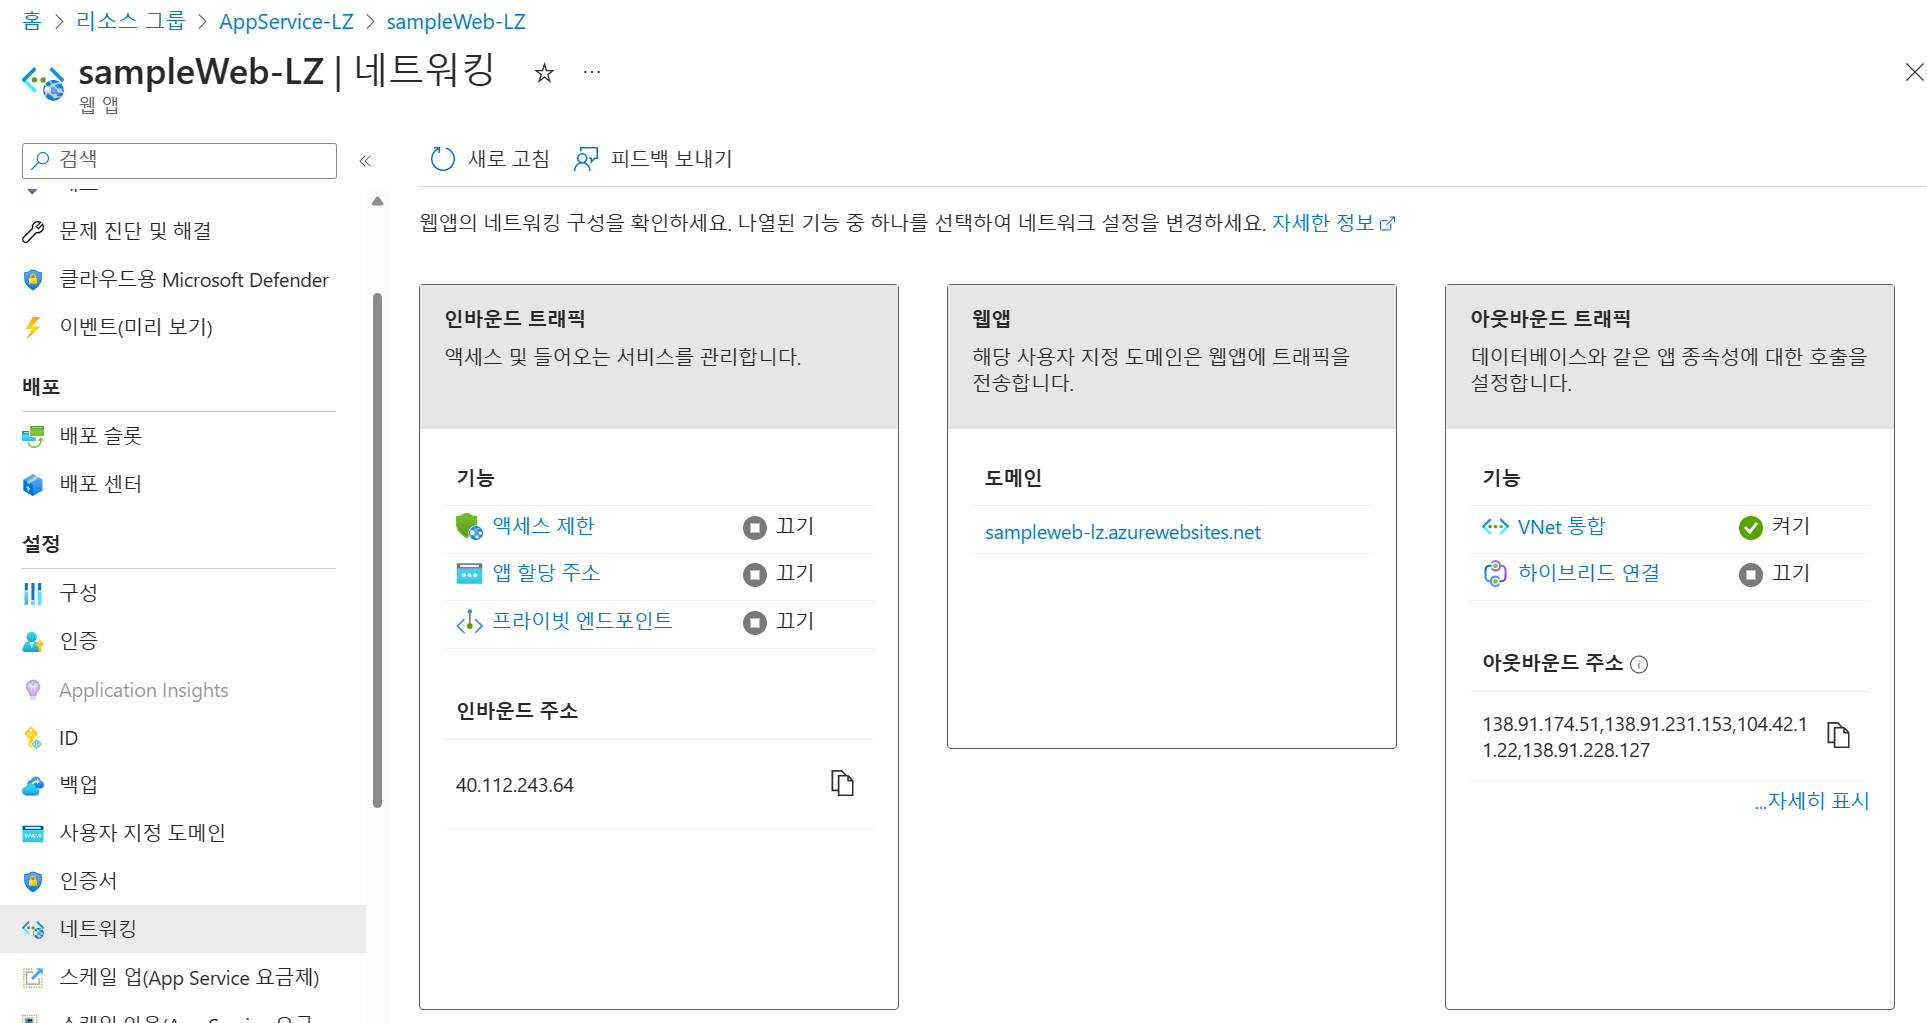 홈 > 리소스 그룹 > AppService-LZ > sampleWeb-LZ
sampleWeb-LZ | 네트워킹
웹 앱
검색
문제 진단 및 해결
클라우드용 Microsoft Defender
이벤트(미리 보기)
배포
배포 슬롯
배포 센터
설정
구성
인증
Application Insights
ID
백업
사용자 지정 도메인
인증서
네트워킹
스케일 업(App Service 요금제)
새로 고침
피드백 보내기
웹앱의 네트워킹 구성을 확인하세요. 나열된 기능 중 하나를 선택하여 네트워크 설정을 변경하세요. 자세한 정보
인바운드 트래픽
액세스 및 들어오는 서비스를 관리합니다.
기능
액세스 제한 끄기
앱 할당 주소 끄기
프라이빗 엔드포인트 끄기
인바운드 주소
40.112.243.64
웹앱
해당 사용자 지정 도메인은 웹앱에 트래픽을
전송합니다.
도메인
sampleweb-lz.azurewebsites.net
아웃바운드 트래픽
데이터베이스와 같은 앱 종속성에 대한 호출을
설정합니다.
기능
VNet 통합 켜기
하이브리드 연결 끄기
아웃바운드 주소
138.91.174.51,138.91.231.153,104.42.1
1.22,138.91.228.127
...자세히 표시